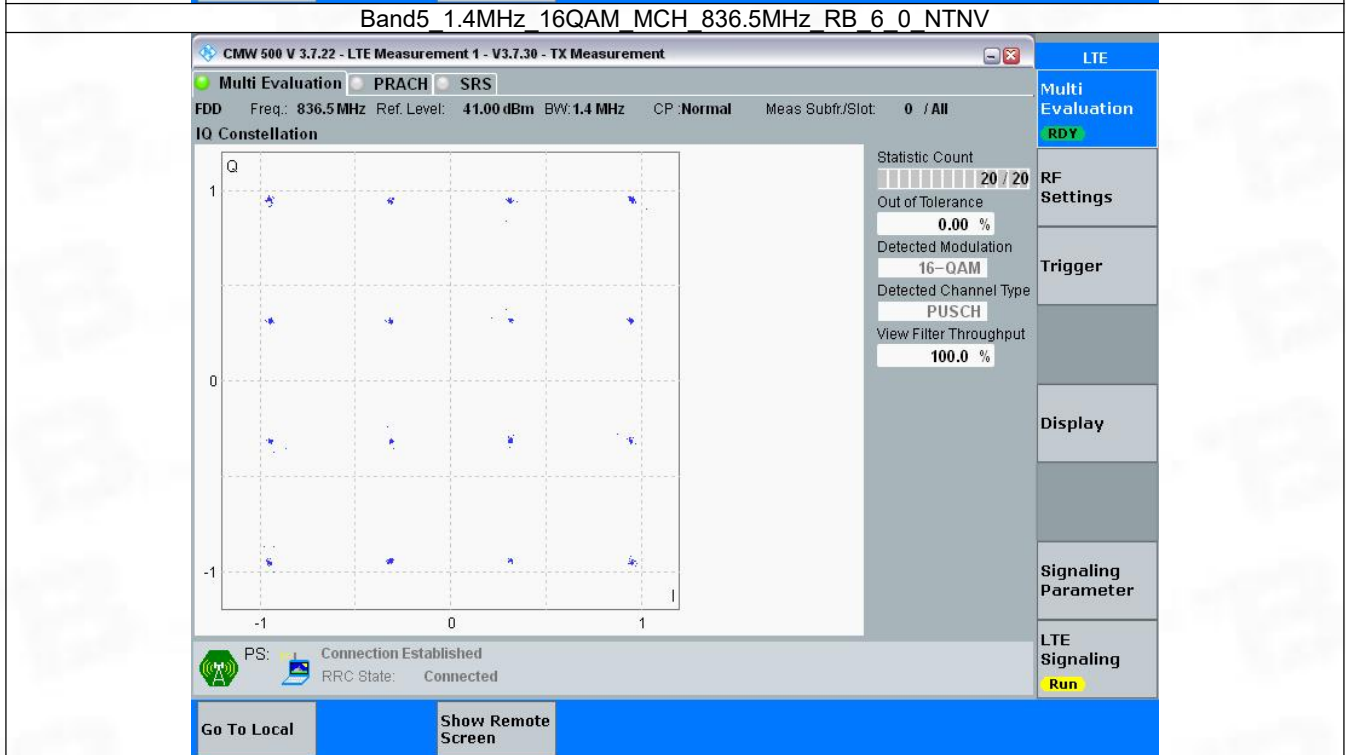 Band5_1.4MHz_16QAM_MCH_836.5MHz_RB_6_0_NTNV
CMW 500 V 3.7.22 - LTE Measurement 1 - V3.7.30 - TX Measurement
LTE
Multi Evaluation PRACH SRS
Multi
Evaluation
RDY
FDD Freq.: 836.5 MHz Ref. Level: 41.00 dBm BW: 1.4 MHz CP :Normal Meas Subfr./Slot: 0 / All
IQ Constellation
Q
1
0
-1
I
-1 0 1
Statistic Count
20 / 20
Out of Tolerance
0.00 %
Detected Modulation
16-QAM
Detected Channel Type
PUSCH
View Filter Throughput
100.0 %
RF
Settings
Trigger
Display
Signaling
Parameter
LTE
Signaling
Run
PS: Connection Established
RRC State: Connected
Go To Local
Show Remote
Screen